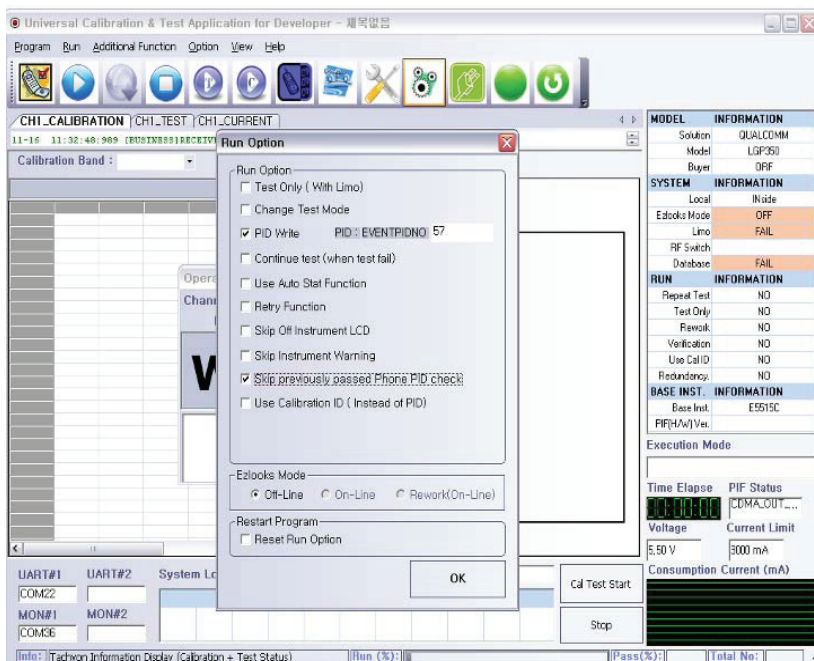 Universal Calibration & Test Application for Developer - 제목없음
Program Run Additional Function Option View Help
CH1_CALIBRATION CH1_TEST CH1_CURRENT
11-16 11:32:48:989 [BUSINESS]RECEIVE
Calibration Band :
Run Option
Run Option
Test Only ( With Limo)
Change Test Mode
PID Write PID : EVENTPIDNO 57
Continue test (when test fail)
Use Auto Stat Function
Retry Function
Skip Off Instrument LCD
Skip Instrument Warning
Skip previously passed Phone PID check
Use Calibration ID ( Instead of PID)
Ezlooks Mode
Off-Line On-Line Rework(On-Line)
Restart Program
Reset Run Option
OK
Opera
Chann
W
MODEL INFORMATION
Solution QUALCOMM
Model LGP350
Buyer ORF
SYSTEM INFORMATION
Local INside
Ezlooks Mode OFF
Limo FAIL
RF Switch
Database FAIL
RUN INFORMATION
Repeat Test NO
Test Only NO
Rework NO
Verification NO
Use Cal ID NO
Redundancy. NO
BASE INST. INFORMATION
Base Inst. E5515C
PIF(H/W) Ver.
Execution Mode
Time Elapse PIF Status
00:00:00 CDMA_OUT_...
Voltage Current Limit
5.50 V 3000 mA
Consumption Current (mA)
UART#1 UART#2 System Lo
COM22
MON#1 MON#2
COM36
Cal Test Start
Stop
Info: Tachyon Information Display (Calibration + Test Status) Run (%): Pass(%): Total No: